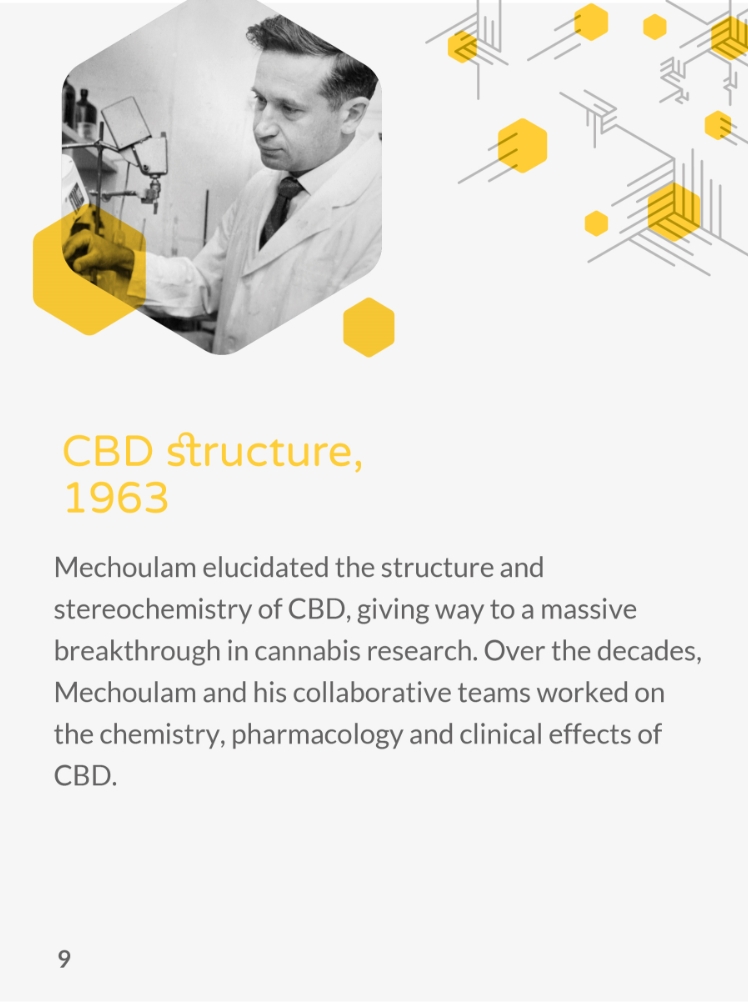 CBD structure,
1963
Mechoulam elucidated the structure and
stereochemistry of CBD, giving way to a massive
breakthrough in cannabis research. Over the decades,
Mechoulam and his collaborative teams worked on
the chemistry, pharmacology and clinical effects of
CBD.
9